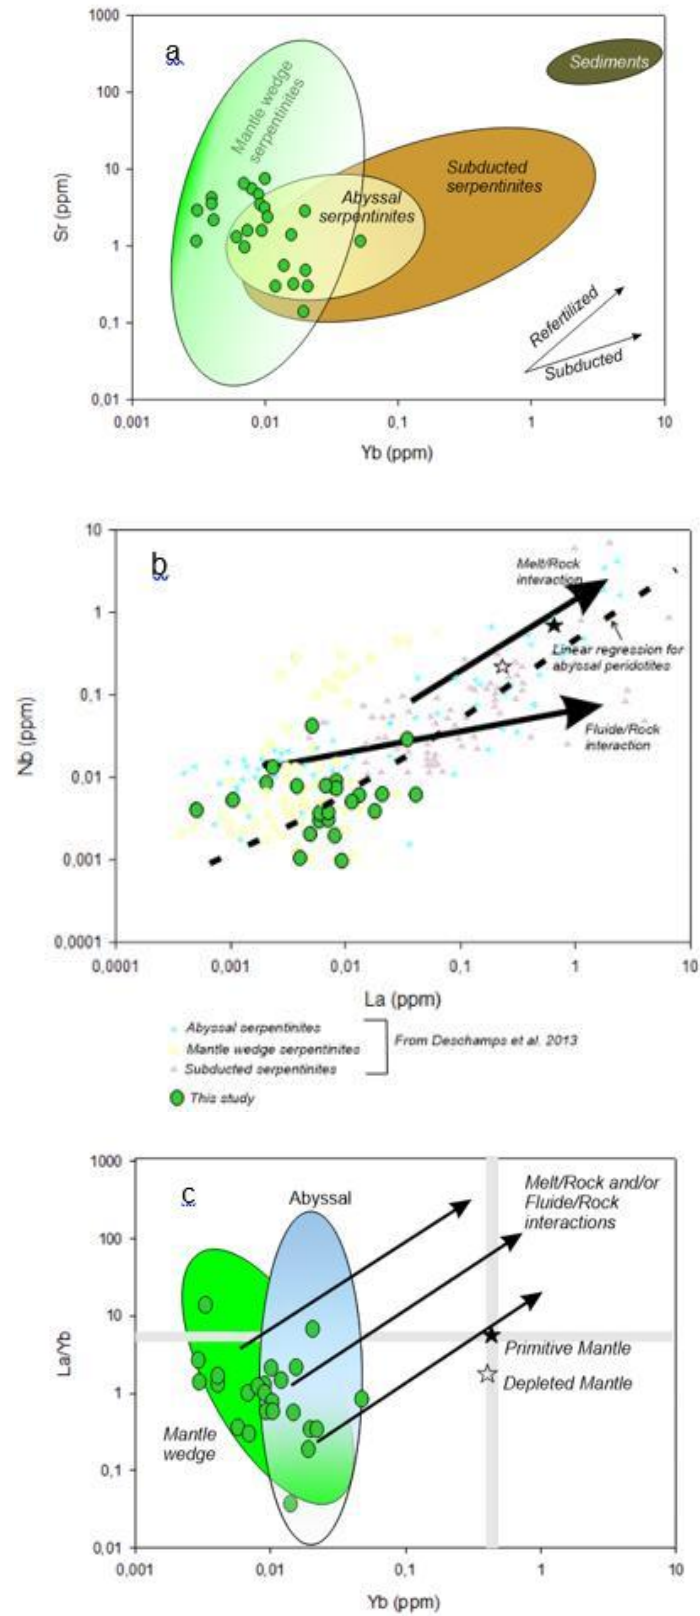 1000
a
Mantle wedge
serpentinites
Sediments
100
Subducted
serpentinites
10
Abyssal
serpentinites
Sr (ppm)
1
Refertilized
0,1
Subducted
0,01
0,001
0,01
0,1
1
10
Yb (ppm)
10
b
Melt/Rock
interaction
1
Linear regression for
abyssal peridotites
0,1
Fluide/Rock
interaction
Nb (ppm)
0,01
0,001
0,0001
0,0001
0,001
0,01
0,1
1
10
La (ppm)
Abyssal serpentinites
Mantle wedge serpentinites
Subducted serpentinites
From Deschamps et al. 2013
This study
1000
c
Abyssal
Melt/Rock and/or
Fluide/Rock
interactions
100
10
La/Yb
Primitive Mantle
Depleted Mantle
1
Mantle
wedge
0,1
0,01
0,001
0,01
0,1
1
10
Yb (ppm)